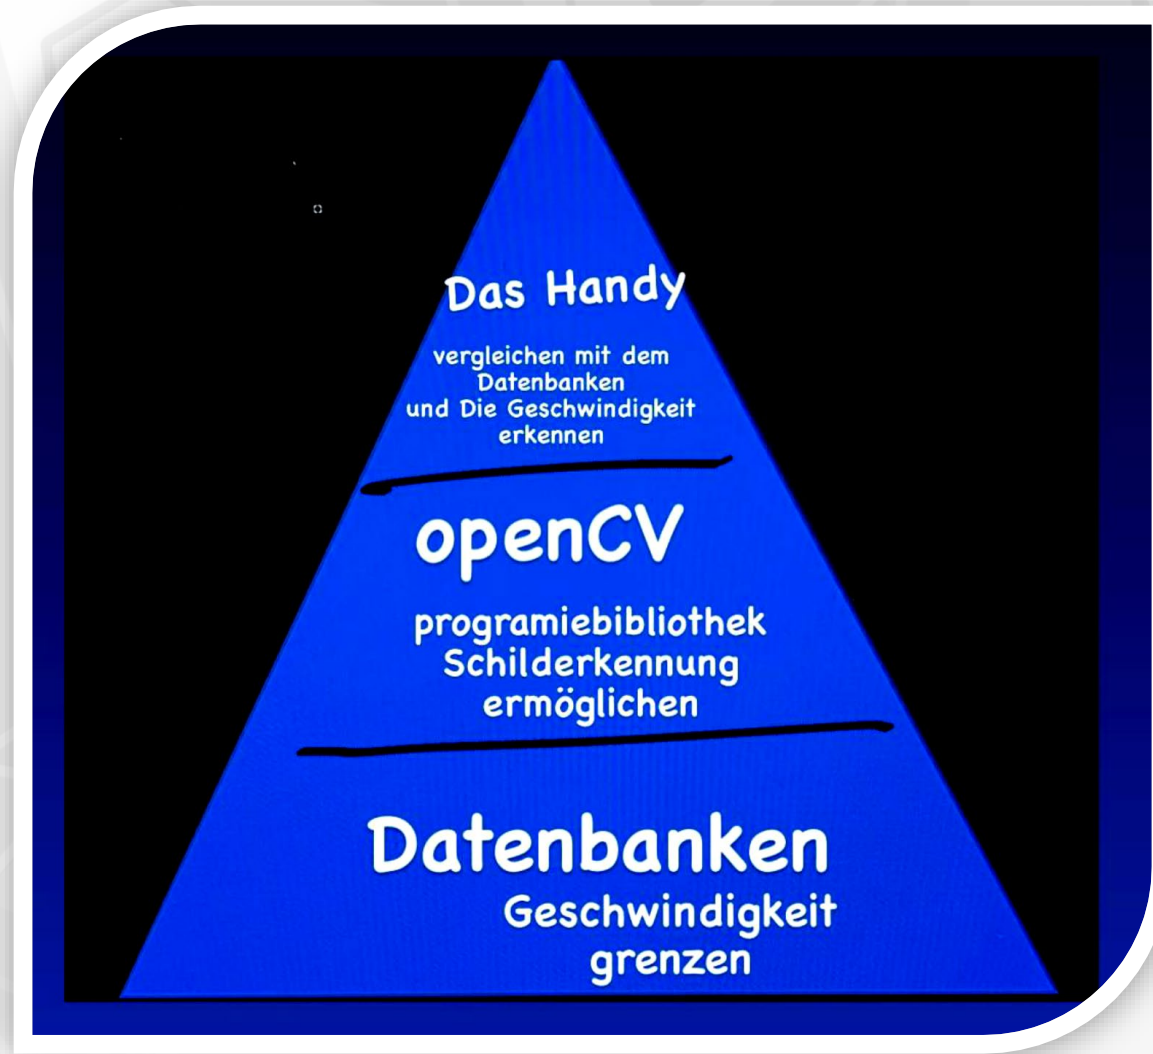 Das Handy
vergleichen mit dem
Datenbanken
und Die Geschwindigkeit
erkennen
openCV
programiebibliothek
Schilderkennung
ermöglichen
Datenbanken
Geschwindigkeit
grenzen